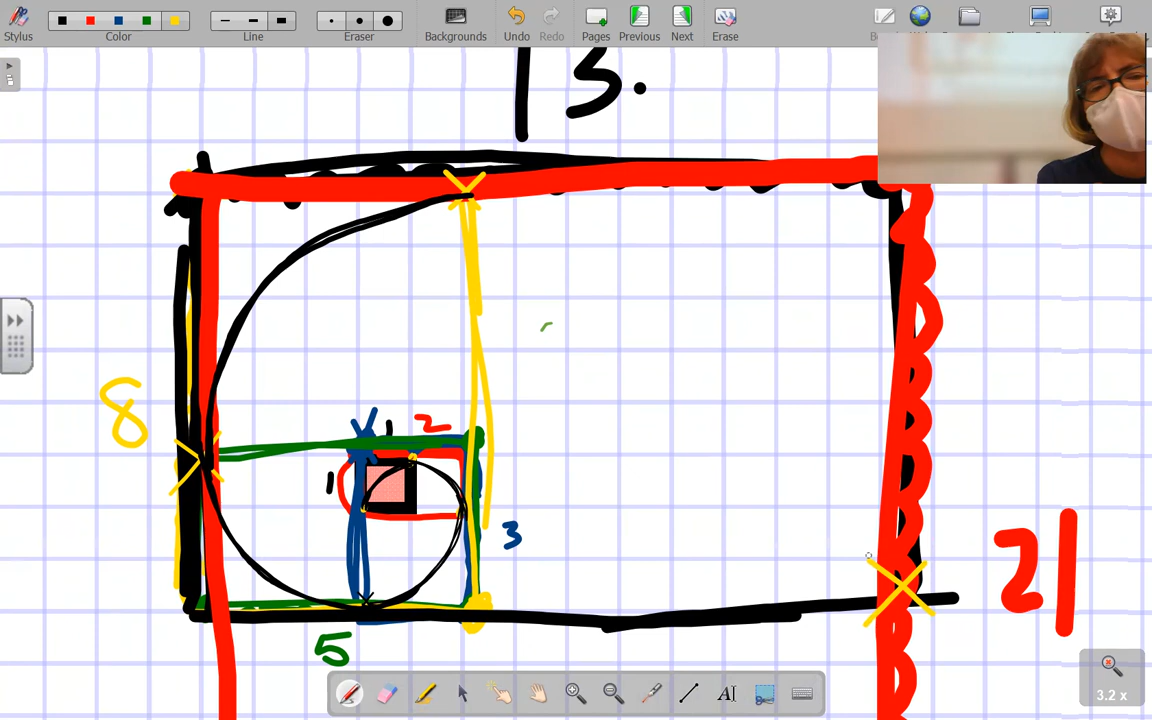 Stylus
Color
Line
Eraser
Backgrounds
Undo
Redo
Pages
Previous
Next
Erase
13.
8
1
2
1
3
5
21
3.2 x